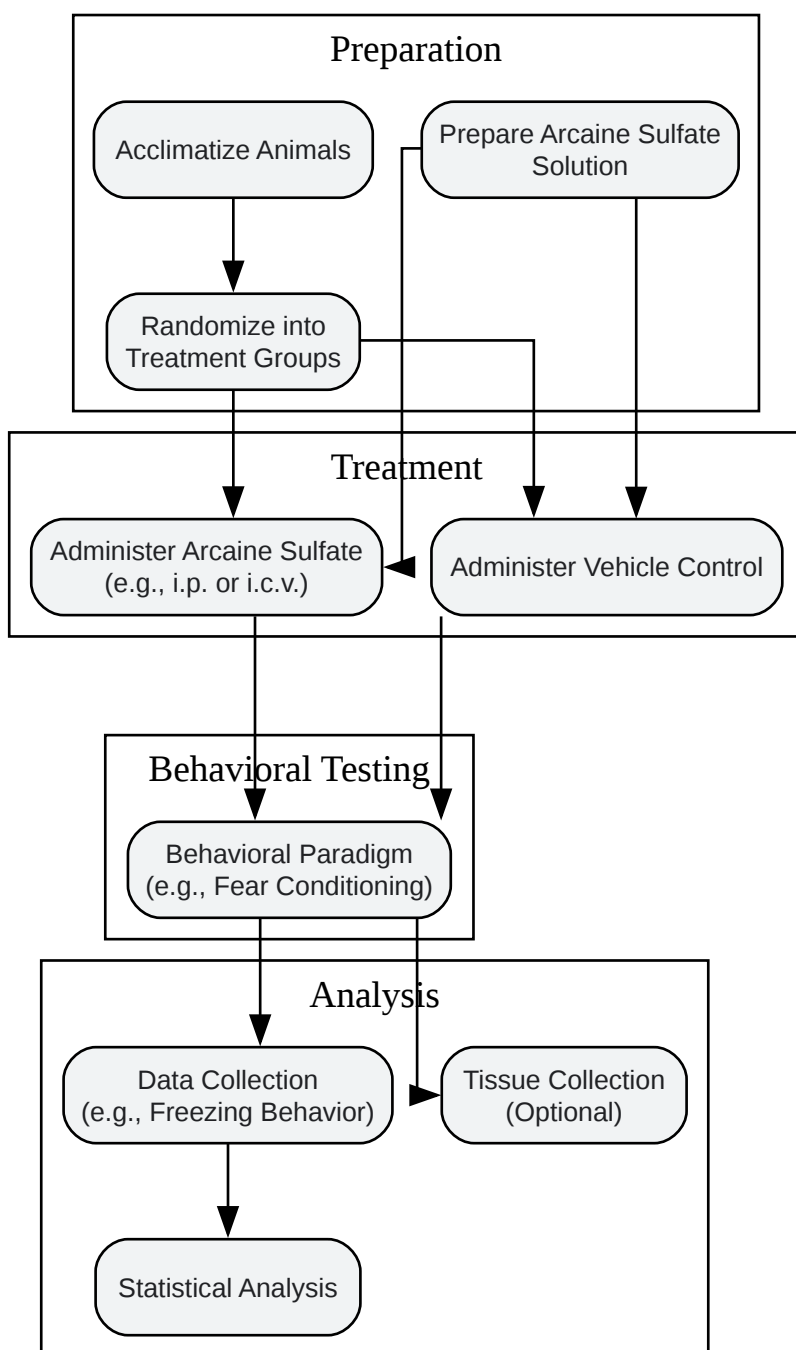 Preparation
Acclimatize Animals
Prepare Arcaine Sulfate
Solution
Randomize into
Treatment Groups
Treatment
Administer Arcaine Sulfate
(e.g., i.p. or i.c.v.)
Administer Vehicle Control
Behavioral Testing
Behavioral Paradigm
(e.g., Fear Conditioning)
Analysis
Data Collection
(e.g., Freezing Behavior)
Tissue Collection
(Optional)
Statistical Analysis